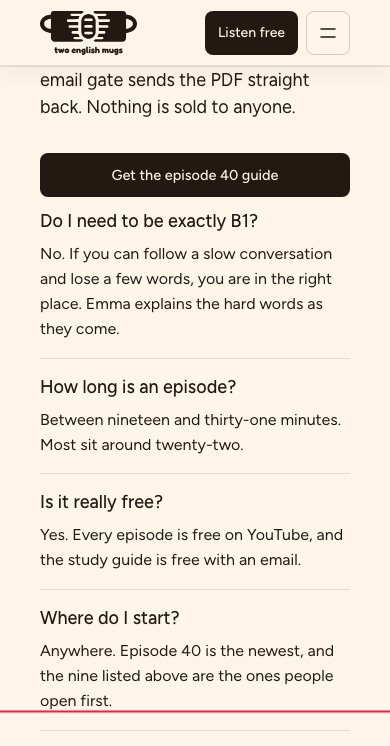 two english mugs
Listen free
email gate sends the PDF straight
back. Nothing is sold to anyone.
Get the episode 40 guide
Do I need to be exactly B1?
No. If you can follow a slow conversation
and lose a few words, you are in the right
place. Emma explains the hard words as
they come.
How long is an episode?
Between nineteen and thirty-one minutes.
Most sit around twenty-two.
Is it really free?
Yes. Every episode is free on YouTube, and
the study guide is free with an email.
Where do I start?
Anywhere. Episode 40 is the newest, and
the nine listed above are the ones people
open first.